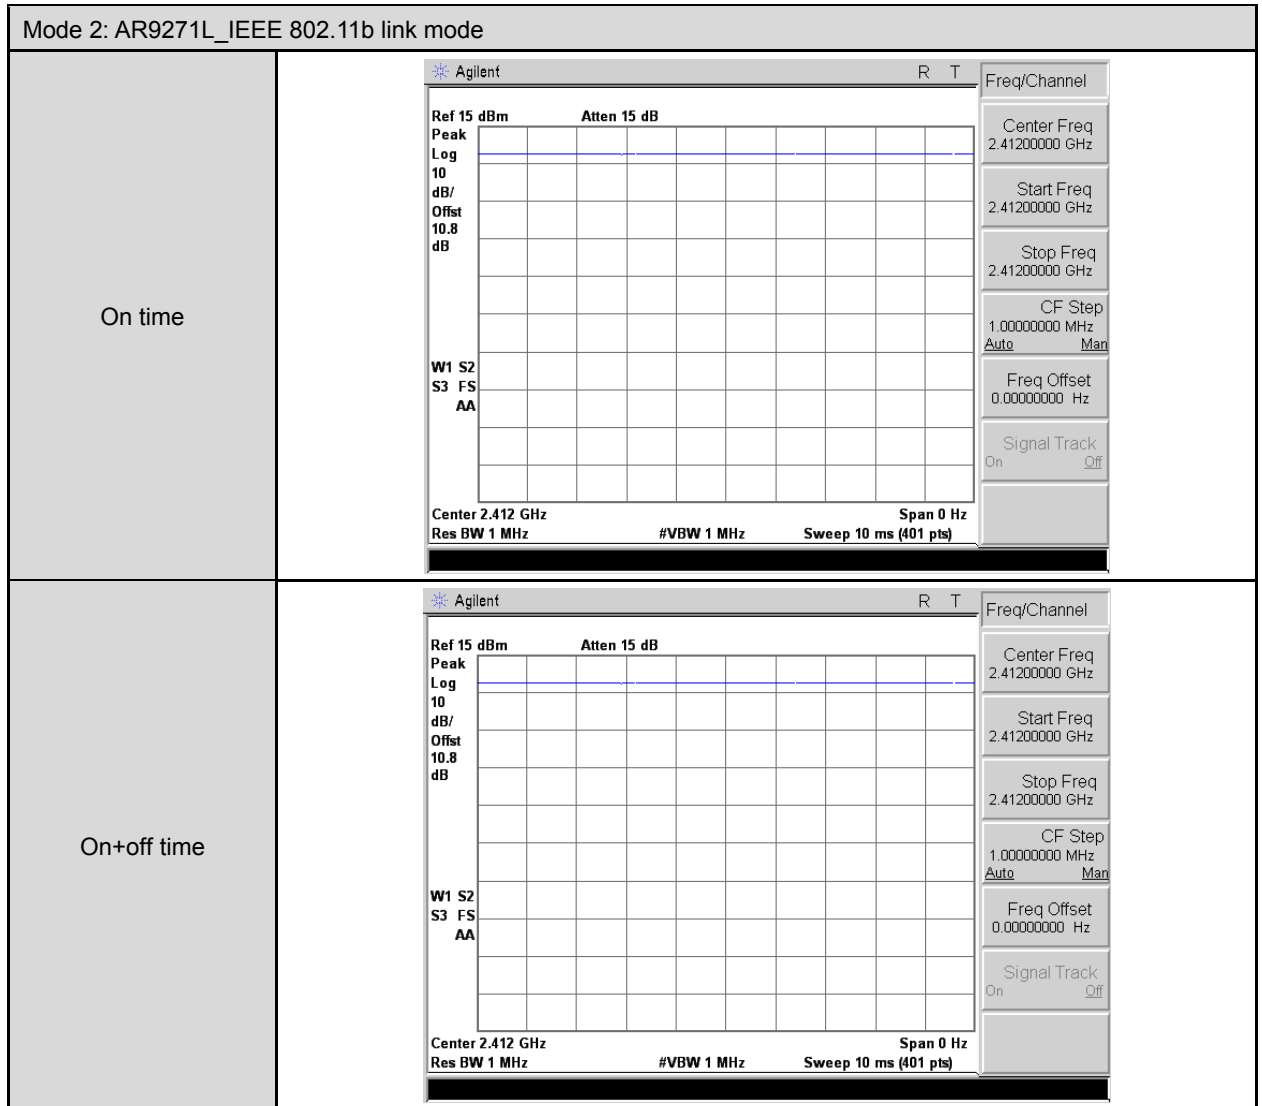 Mode 2: AR9271L_IEEE 802.11b link mode
On time
Agilent R T
Ref 15 dBm Atten 15 dB
Peak
Log
10
dB/
Offst
10.8
dB
W1 S2
S3 FS
AA
Center 2.412 GHz Span 0 Hz
Res BW 1 MHz #VBW 1 MHz Sweep 10 ms (401 pts)
Freq/Channel
Center Freq
2.41200000 GHz
Start Freq
2.41200000 GHz
Stop Freq
2.41200000 GHz
CF Step
1.00000000 MHz
Auto Man
Freq Offset
0.00000000 Hz
Signal Track
On Off
On+off time
Agilent R T
Ref 15 dBm Atten 15 dB
Peak
Log
10
dB/
Offst
10.8
dB
W1 S2
S3 FS
AA
Center 2.412 GHz Span 0 Hz
Res BW 1 MHz #VBW 1 MHz Sweep 10 ms (401 pts)
Freq/Channel
Center Freq
2.41200000 GHz
Start Freq
2.41200000 GHz
Stop Freq
2.41200000 GHz
CF Step
1.00000000 MHz
Auto Man
Freq Offset
0.00000000 Hz
Signal Track
On Off